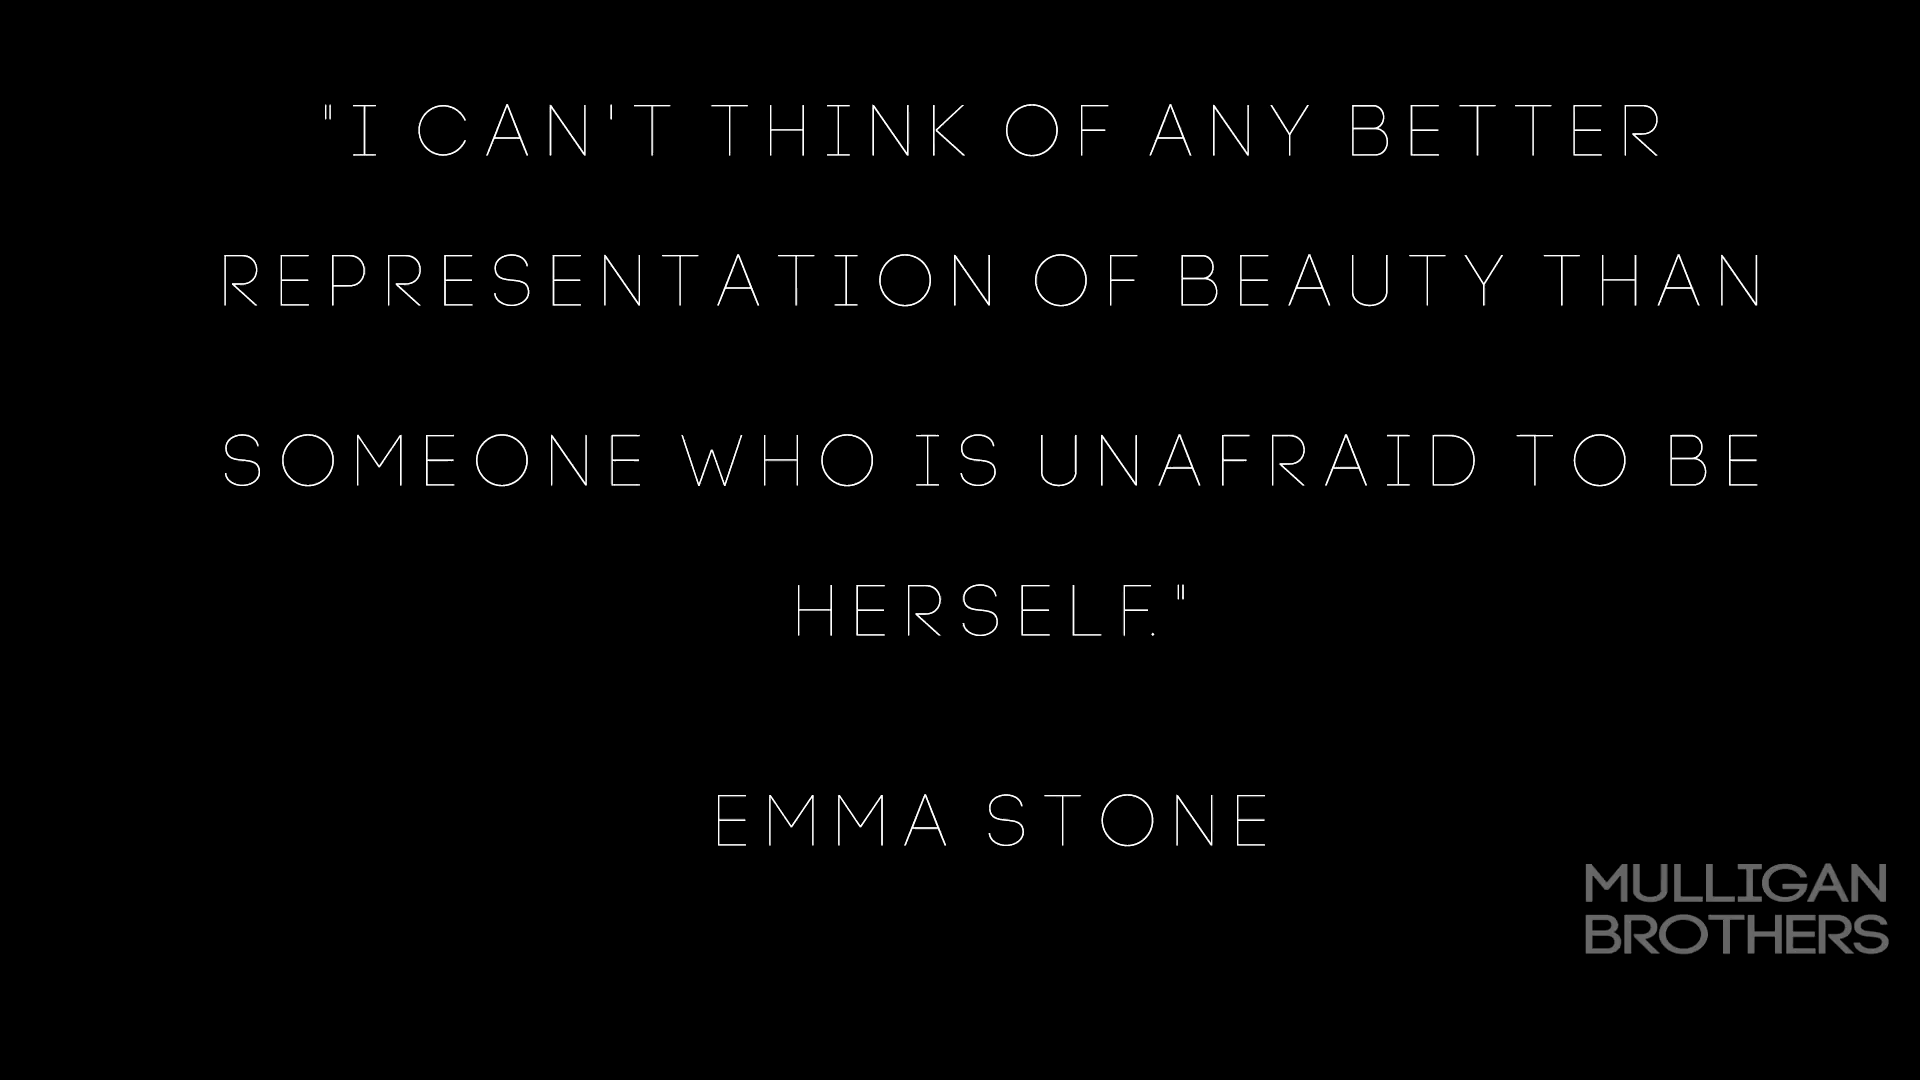 "I CAN'T THINK OF ANY BETTER
REPRESENTATION OF BEAUTY THAN
SOMEONE WHO IS UNAFRAID TO BE
HERSELF."
EMMA STONE
MULLIGAN
BROTHERS